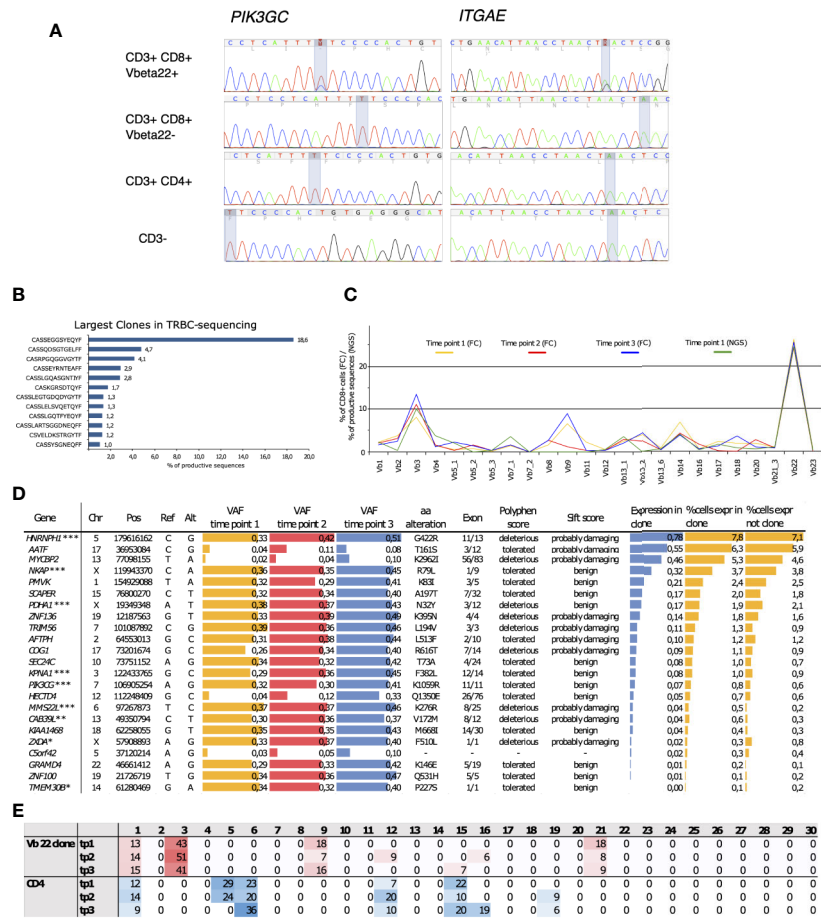 PIK3GC ITGAE
A
CD3+ CD8+
Vbeta22+
CD3+ CD8+
Vbeta22-
CD3+ CD4+
CD3-
CCTCCTCATTTTTCCCCAC
TTCCCCACTGTGAGGGCAT
B
Largest Clones in TRBC-sequencing
CASSEGGSYEQYF 18,6
CASSQDSGTGELFF 4,7
CASRPGQGGVGYTF 4,1
CASSEYRNTEAFF 2,9
CASSLGQASGNTIYF 2,8
CASKGRSDTQYF 1,7
CASSLEGTGDQDYGYTF 1,3
CASSLELSVQETQYF 1,3
CASSLGQTPYEQYF 1,2
CASSLARTSGGDNEQFF 1,2
CSVELDKSTRGYTF 1,2
CASSYSGNEQFF 1,0
0,0 2,0 4,0 6,0 8,0 10,0 12,0 14,0 16,0 18,0 20,0
% of productive sequences
C
Time point 1 (FC) Time point 2 (FC) Time point 3 (FC) Time point 1 (NGS)
% of CD8+ cells (FC) /
% of productive sequences (NGS)
20
10
0
Vb1 Vb2 Vb3 Vb4 Vb5_1 Vb5_2 Vb5_3 Vb7_1 Vb7_2 Vb8 Vb9 Vb11 Vb12 Vb13_1 Vb13_2 Vb13_6 Vb14 Vb16 Vb17 Vb18 Vb20 Vb21_3 Vb22 Vb23
D
Gene Chr Pos Ref Alt VAF time point 1 VAF time point 2 VAF time point 3 aa alteration Exon Polyphen score Sift score Expression in clone %cells expr in clone %cells expr not clone
HNRNPH1*** 5 179616162 C G 0,33 0,42 0,51 G422R 11/13 deleterious probably damaging 0,78 7,8 7,1
AATF 17 36953084 C G 0,04 0,11 0,08 T161S 3/12 tolerated probably damaging 0,55 6,3 5,9
MYCBP2 13 77098155 T A 0,02 0,04 0,10 K2962I 56/83 deleterious probably damaging 0,46 5,3 4,6
NKAP*** X 119943370 C A 0,36 0,35 0,45 R79L 1/9 tolerated benign 0,32 3,7 3,8
PMVK 1 154929088 T A 0,32 0,29 0,41 K83I 3/5 tolerated benign 0,21 2,4 2,5
SCAPER 15 76800270 C T 0,32 0,34 0,40 A197T 7/32 deleterious benign 0,17 2,0 1,8
PDHA1*** X 19349348 A T 0,38 0,37 0,43 N32Y 3/12 deleterious benign 0,17 1,9 2,1
ZNF136 19 12187563 G T 0,33 0,39 0,49 K395N 4/4 deleterious probably damaging 0,14 1,8 1,6
TRIM56 7 101087892 C G 0,39 0,36 0,46 L194V 3/3 deleterious probably damaging 0,11 1,3 0,9
AFTPH 2 64553013 C G 0,31 0,38 0,44 L513F 2/10 tolerated probably damaging 0,10 1,2 1,2
COG1 17 73201674 G C 0,26 0,34 0,40 R616T 7/14 deleterious probably damaging 0,09 1,1 0,9
SEC24C 10 73751152 A G 0,34 0,32 0,42 T73A 4/24 tolerated benign 0,08 1,0 0,7
KPNA1*** 3 122433765 G C 0,29 0,36 0,45 F382L 12/14 tolerated benign 0,08 0,9 1,0
PIK3CG*** 7 106905254 A G 0,32 0,30 0,41 K1059R 11/11 tolerated benign 0,07 0,8 0,6
HECTD4 12 112248409 G C 0,04 0,12 0,33 Q1350E 26/76 tolerated benign 0,05 0,7 0,6
MMS22L*** 6 97267873 T C 0,37 0,36 0,46 K276R 8/25 deleterious probably damaging 0,04 0,5 0,2
CAB39L** 13 49350794 C T 0,30 0,36 0,37 V172M 8/12 deleterious probably damaging 0,04 0,6 0,3
KIAA1468 18 62258055 G T 0,35 0,35 0,40 M668I 14/30 tolerated benign 0,04 0,5 0,3
ZXDA* X 57908893 A G 0,33 0,37 0,40 F510L 1/1 deleterious probably damaging 0,02 0,3 0,8
C5orf42 5 37120214 A G 0,03 0,05 0,10 - - - 0,02 0,3 0,4
GRAMD4 22 46661412 A G 0,29 0,42 0,42 K146E 5/19 tolerated benign 0,01 0,2 0,1
ZNF100 19 21726719 T G 0,34 0,36 0,47 Q531H 5/5 tolerated benign 0,01 0,1 0,2
TMEM30B* 14 61280469 G A 0,34 0,32 0,40 P227S 1/1 tolerated benign 0,00 0,1 0,2
E
1 2 3 4 5 6 7 8 9 10 11 12 13 14 15 16 17 18 19 20 21 22 23 24 25 26 27 28 29 30
Vb 22 clone tp1 13 0 43 0 0 0 0 0 18 0 0 0 0 0 0 0 0 0 0 0 18 0 0 0 0 0 0 0 0 0
tp2 14 0 51 0 0 0 0 0 7 0 0 9 0 0 0 6 0 0 0 0 8 0 0 0 0 0 0 0 0 0
tp3 15 0 41 0 0 0 0 0 16 0 0 0 0 0 7 0 0 0 0 0 9 0 0 0 0 0 0 0 0 0
CD4 tp1 12 0 0 0 29 23 0 0 0 0 0 7 0 0 22 0 0 0 0 0 0 0 0 0 0 0 0 0 0 0
tp2 14 0 0 0 24 20 0 0 0 0 0 20 0 0 10 0 0 0 9 0 0 0 0 0 0 0 0 0 0 0
tp3 9 0 0 0 0 36 0 0 0 0 0 10 0 0 20 19 0 0 6 0 0 0 0 0 0 0 0 0 0 0